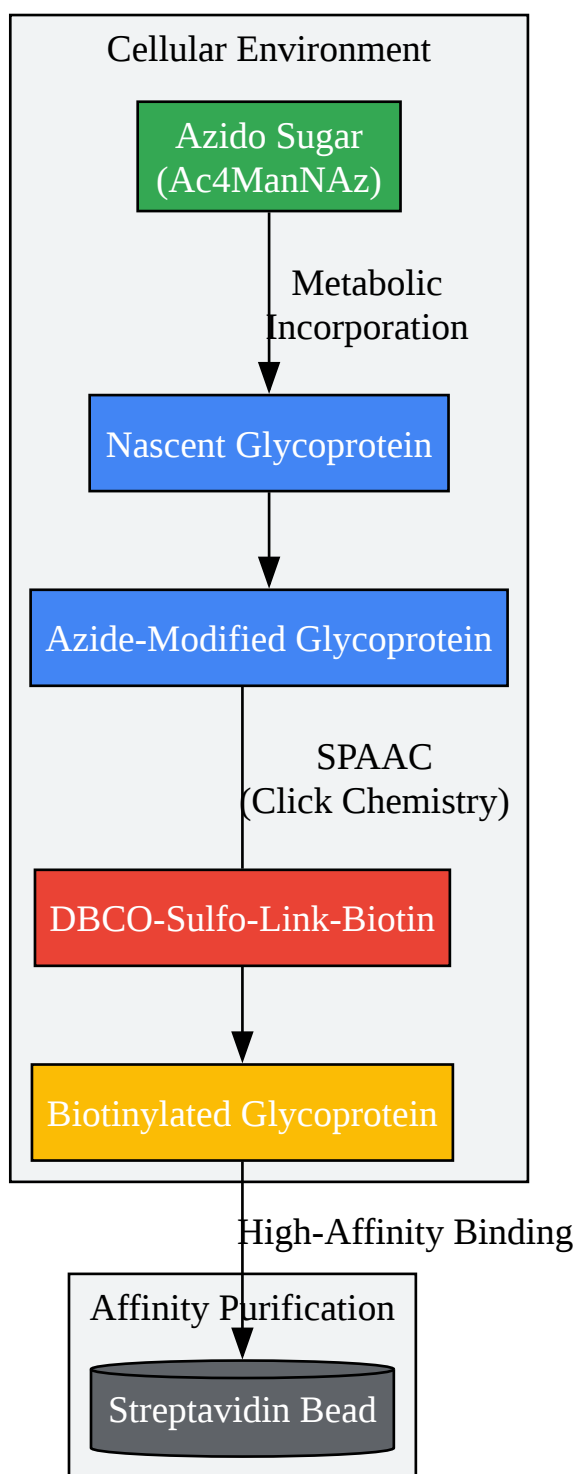 Cellular Environment
Azido Sugar
(Ac4ManNAz)
Metabolic
Incorporation
Nascent Glycoprotein
Azide-Modified Glycoprotein
SPAAC
(Click Chemistry)
DBCO-Sulfo-Link-Biotin
Biotinylated Glycoprotein
High-Affinity Binding
Affinity Purification
Streptavidin Bead